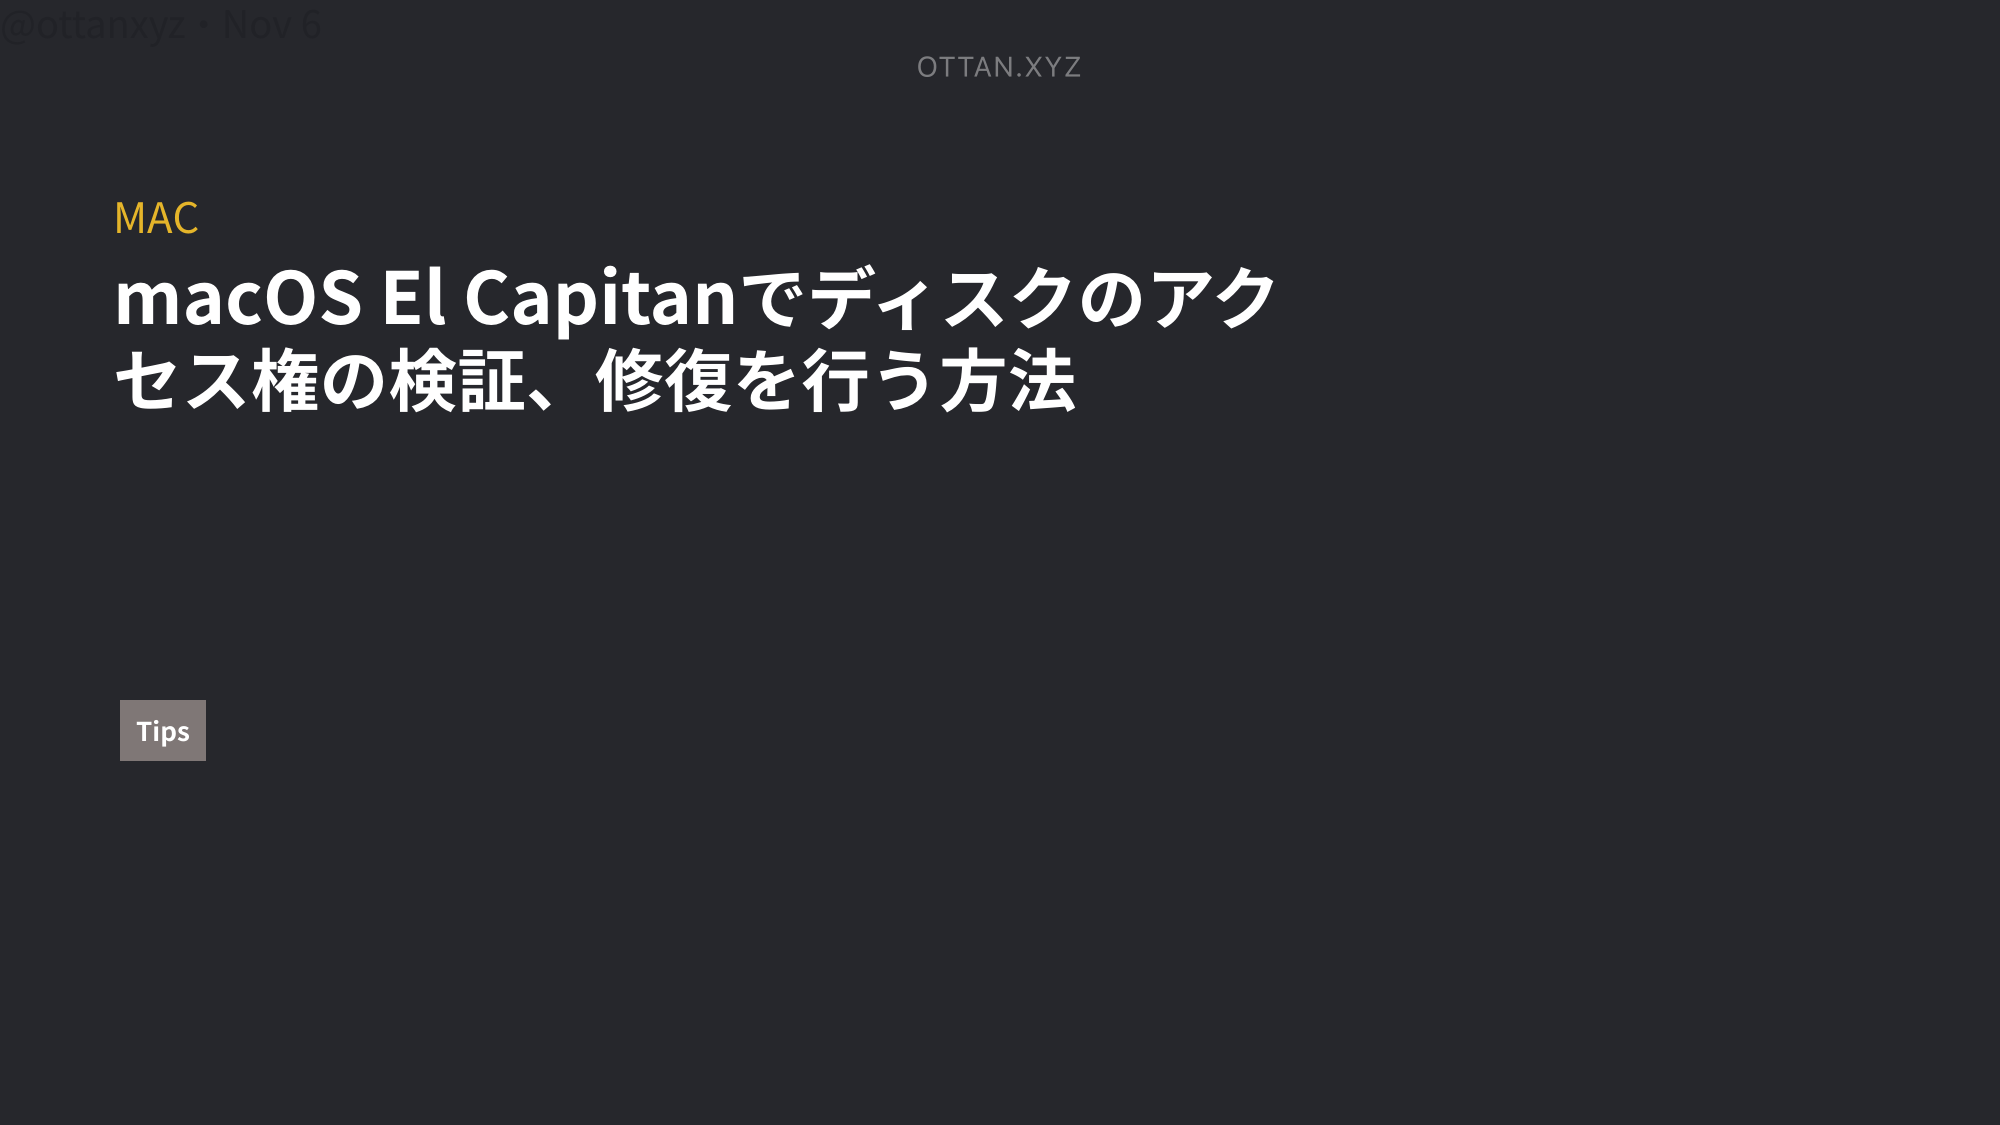 @ottanxyz・Nov 6
OTTAN.XYZ
MAC
macOS El Capitanでディスクのアク
セス権の検証、修復を行う方法
Tips